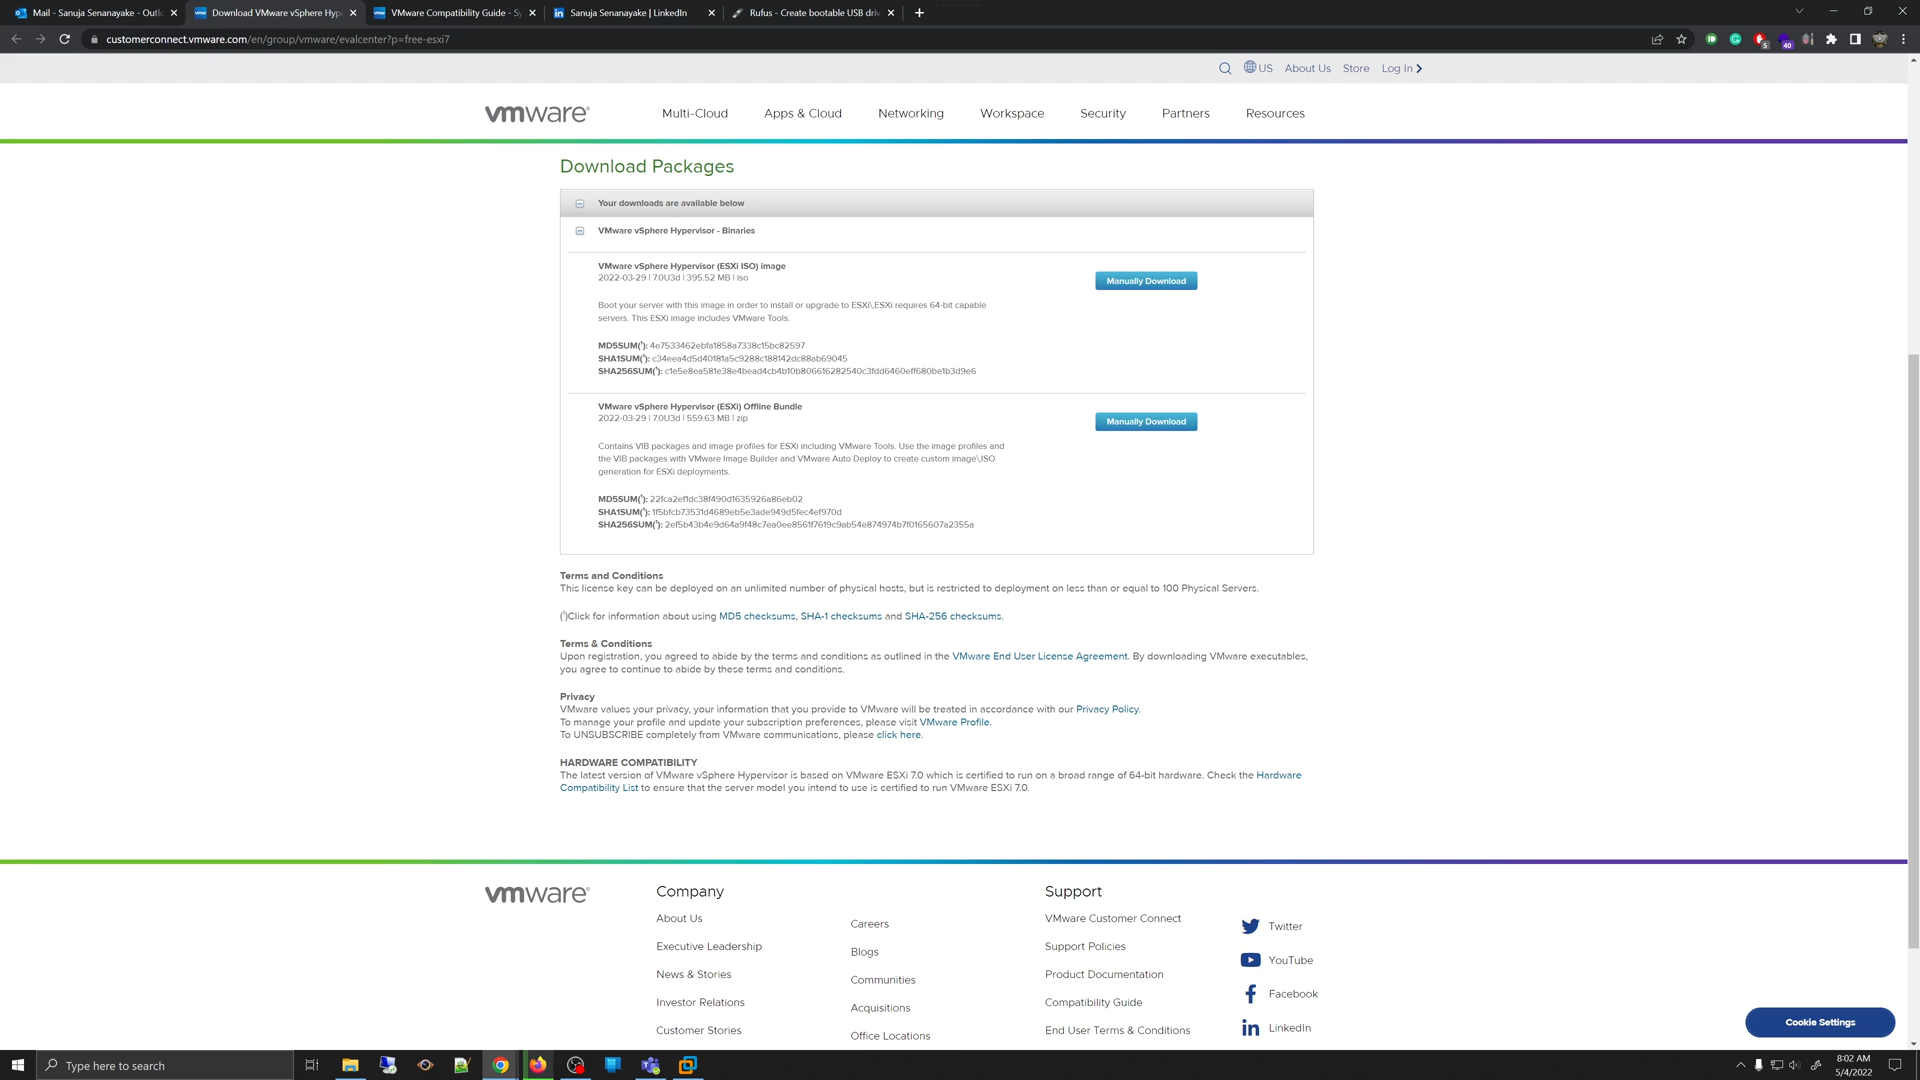 Mail - Sanuja Senanayake - Outlo
Download VMware vSphere Hype
VMware Compatibility Guide - Sy
Sanuja Senanayake | LinkedIn
Rufus - Create bootable USB driv
customerconnect.vmware.com/en/group/vmware/evalcenter?p=free-esxi7
5
40
US
About Us
Store
Log In
vmware®
Multi-Cloud
Apps & Cloud
Networking
Workspace
Security
Partners
Resources
Download Packages
Your downloads are available below
VMware vSphere Hypervisor - Binaries
VMware vSphere Hypervisor (ESXi ISO) image
2022-03-29 | 7.0U3d | 395.52 MB | iso
Manually Download
Boot your server with this image in order to install or upgrade to ESXi\,ESXi requires 64-bit capable
servers. This ESXi image includes VMware Tools.
MD5SUM(¹): 4e7533462ebfa1858a7338c15bc82597
SHA1SUM(¹): c34eea4d5d40181a5c9288c188142dc88ab69045
SHA256SUM(¹): c1e5e8ea581e38e4bead4cb4b10b806616282540c3fdd6460eff680be1b3d9e6
VMware vSphere Hypervisor (ESXi) Offline Bundle
2022-03-29 | 7.0U3d | 559.63 MB | zip
Manually Download
Contains VIB packages and image profiles for ESXi including VMware Tools. Use the image profiles and
the VIB packages with VMware Image Builder and VMware Auto Deploy to create custom image\,ISO
generation for ESXi deployments.
MD5SUM(¹): 22fca2ef1dc38f490d1635926a86eb02
SHA1SUM(¹): 1f5bfcb73531d4689eb5e3ade949d5fec4ef970d
SHA256SUM(¹): 2ef5b43b4e9d64a9f48c7ea0ee8561f7619c9ab54e874974b7f0165607a2355a
Terms and Conditions
This license key can be deployed on an unlimited number of physical hosts, but is restricted to deployment on less than or equal to 100 Physical Servers.
(¹)Click for information about using MD5 checksums, SHA-1 checksums and SHA-256 checksums.
Terms & Conditions
Upon registration, you agreed to abide by the terms and conditions as outlined in the VMware End User License Agreement. By downloading VMware executables,
you agree to continue to abide by these terms and conditions.
Privacy
VMware values your privacy, your information that you provide to VMware will be treated in accordance with our Privacy Policy.
To manage your profile and update your subscription preferences, please visit VMware Profile.
To UNSUBSCRIBE completely from VMware communications, please click here.
HARDWARE COMPATIBILITY
The latest version of VMware vSphere Hypervisor is based on VMware ESXi 7.0 which is certified to run on a broad range of 64-bit hardware. Check the Hardware
Compatibility List to ensure that the server model you intend to use is certified to run VMware ESXi 7.0.
vmware®
Company
About Us
Executive Leadership
News & Stories
Investor Relations
Customer Stories
Careers
Blogs
Communities
Acquisitions
Office Locations
Support
VMware Customer Connect
Support Policies
Product Documentation
Compatibility Guide
End User Terms & Conditions
Twitter
YouTube
Facebook
LinkedIn
Cookie Settings
Type here to search
8:02 AM
5/4/2022